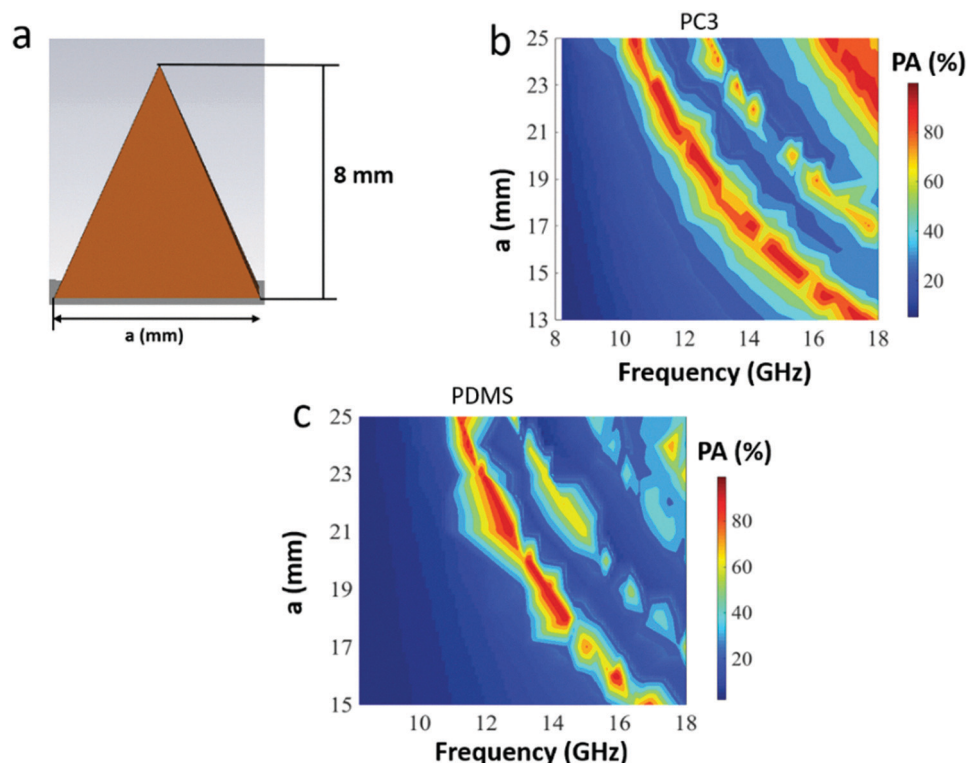 a
8 mm
a (mm)
b
PC3
PA (%)
25
23
21
19
17
15
13
a (mm)
80
60
40
20
8 10 12 14 16 18
Frequency (GHz)
c
PDMS
PA (%)
25
23
21
19
17
15
a (mm)
80
60
40
20
10 12 14 16 18
Frequency (GHz)